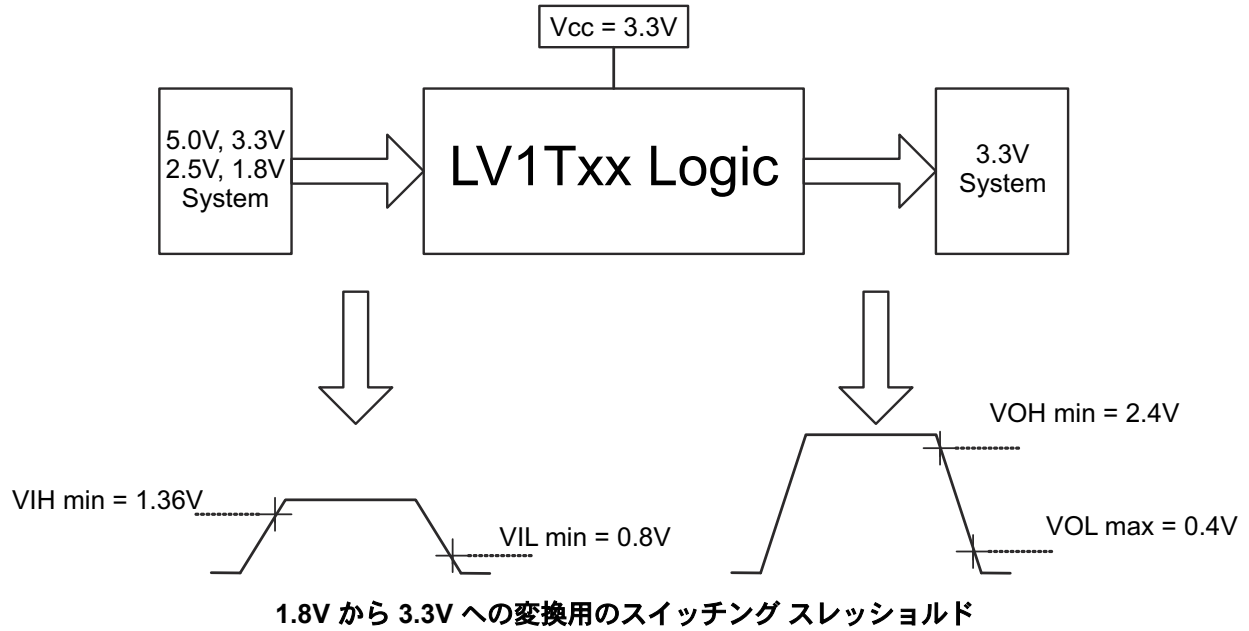 Vcc = 3.3V
5.0V, 3.3V
2.5V, 1.8V
System
LV1Txx Logic
3.3V
System
VIH min = 1.36V
VIL min = 0.8V
VOH min = 2.4V
VOL max = 0.4V
1.8V から 3.3V への変換用のスイッチング スレッショルド